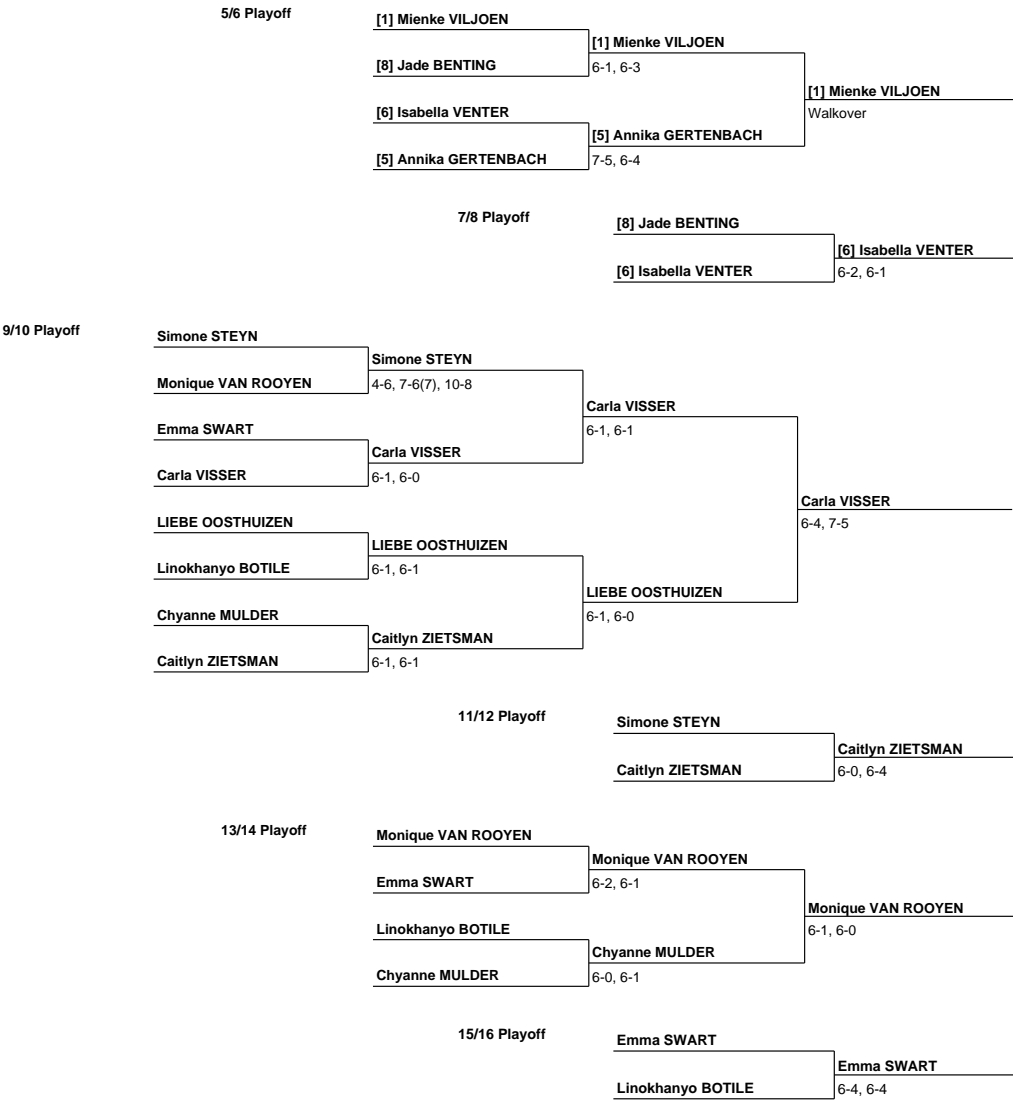 5/6 Playoff
[1] Mienke VILJOEN
[1] Mienke VILJOEN
[8] Jade BENTING
6-1, 6-3
[1] Mienke VILJOEN
[6] Isabella VENTER
Walkover
[5] Annika GERTENBACH
[5] Annika GERTENBACH
7-5, 6-4
7/8 Playoff
[8] Jade BENTING
[6] Isabella VENTER
[6] Isabella VENTER
6-2, 6-1
9/10 Playoff
Simone STEYN
Simone STEYN
Monique VAN ROOYEN
4-6, 7-6(7), 10-8
Carla VISSER
Emma SWART
6-1, 6-1
Carla VISSER
Carla VISSER
6-1, 6-0
Carla VISSER
LIEBE OOSTHUIZEN
6-4, 7-5
LIEBE OOSTHUIZEN
Linokhanyo BOTILE
6-1, 6-1
LIEBE OOSTHUIZEN
Chyanne MULDER
6-1, 6-0
Caitlyn ZIETSMAN
Caitlyn ZIETSMAN
6-1, 6-1
11/12 Playoff
Simone STEYN
Caitlyn ZIETSMAN
Caitlyn ZIETSMAN
6-0, 6-4
13/14 Playoff
Monique VAN ROOYEN
Monique VAN ROOYEN
Emma SWART
6-2, 6-1
Monique VAN ROOYEN
Linokhanyo BOTILE
6-1, 6-0
Chyanne MULDER
Chyanne MULDER
6-0, 6-1
15/16 Playoff
Emma SWART
Emma SWART
Linokhanyo BOTILE
6-4, 6-4